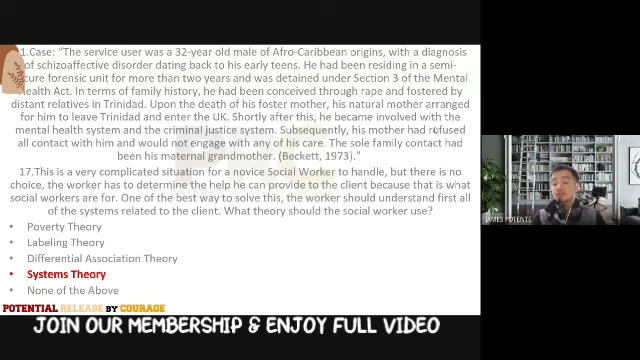 1.Case: “The service user was a 32-year old male of Afro-Caribbean origins, with a diagnosis
of schizoaffective disorder dating back to his early teens. He had been residing in a semi-
cure forensic unit for more than two years and was detained under Section 3 of the Mental
Health Act. In terms of family history, he had been conceived through rape and fostered by
distant relatives in Trinidad. Upon the death of his foster mother, his natural mother arranged
for him to leave Trinidad and enter the UK. Shortly after this, he became involved with the
mental health system and the criminal justice system. Subsequently, his mother had refused
all contact with him and would not engage with any of his care. The sole family contact had
been his maternal grandmother. (Beckett, 1973).”
17.This is a very complicated situation for a novice Social Worker to handle, but there is no
choice, the worker has to determine the help he can provide to the client because that is what
social workers are for. One of the best way to solve this, the worker should understand first all
of the systems related to the client. What theory should the social worker use?
• Poverty Theory
• Labeling Theory
• Differential Association Theory
• Systems Theory
• None of the Above
POTENTIAL RELEASE BY COURAGE
JAMES POTENTE
JOIN OUR MEMBERSHIP & ENJOY FULL VIDEO